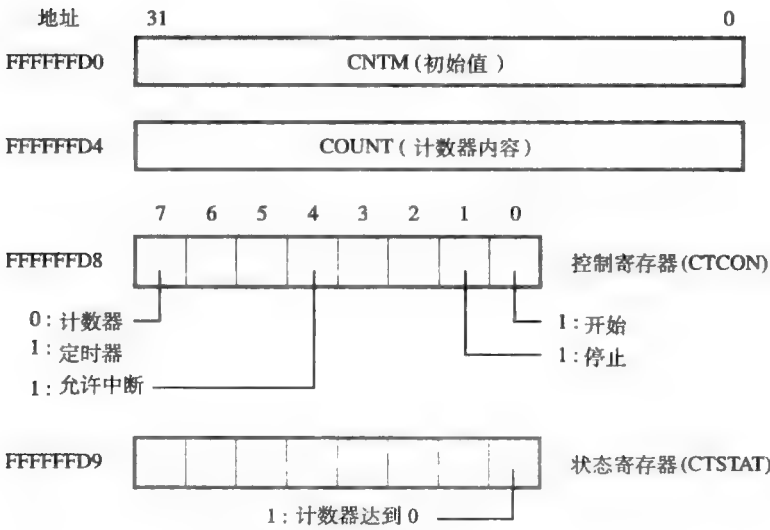 地址 31 0
FFFFFFD0 CNTM (初始值 )
FFFFFFD4 COUNT ( 计数器内容 )
7 6 5 4 3 2 1 0
FFFFFFD8 控制寄存器 (CTCON)
0 : 计数器 1 : 开始
1 : 定时器 1 : 停止
1 : 允许中断
FFFFFFD9 状态寄存器 (CTSTAT)
1 : 计数器达到 0